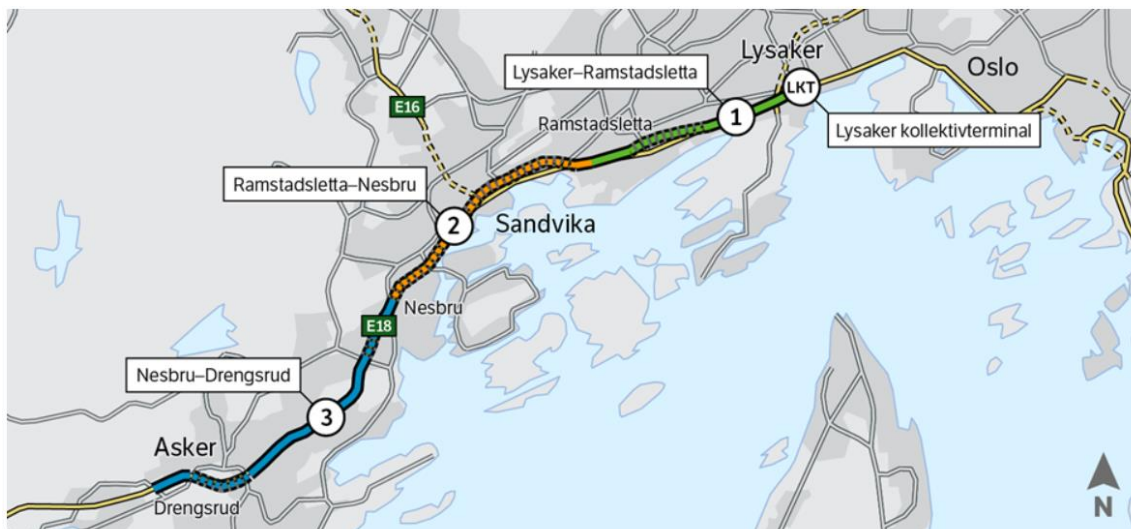 Lysaker
Oslo
Lysaker–Ramstadsletta
LKT
E16
1
Ramstadsletta
Lysaker kollektivterminal
Ramstadsletta–Nesbru
2
Sandvika
Nesbru
E18
Nesbru–Drengsrud
3
Asker
Drengsrud
N